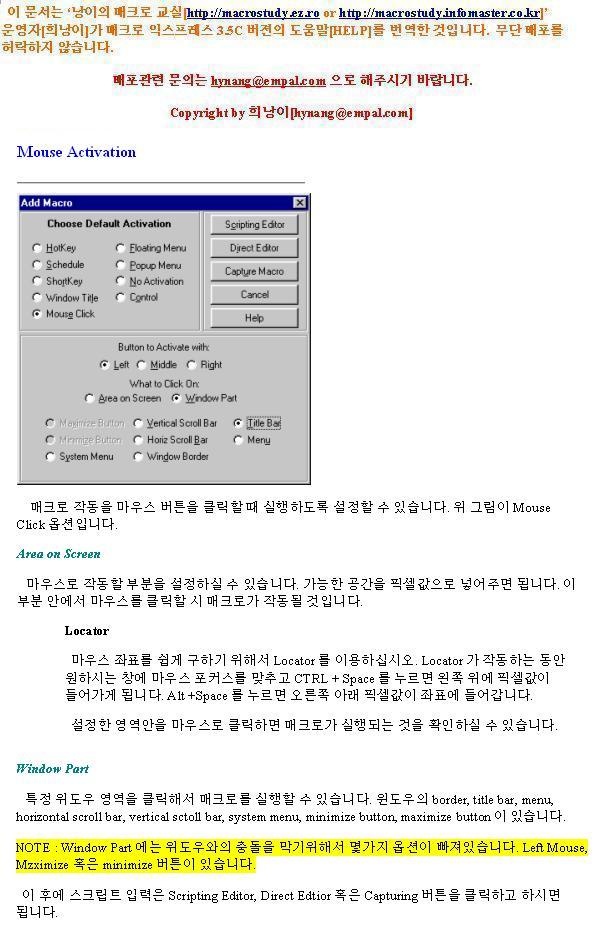 이 문서는 '낭이의 매크로 교실[http://macrostudy.ez.ro or http://macrostudy.infomaster.co.kr]'
운영자[희낭이]가 매크로 익스프레스 3.5C 버젼의 도움말[HELP]를 번역한 것입니다. 무단 배포를
허락하지 않습니다.
배포관련 문의는 hynang@empal.com 으로 해주시기 바랍니다.
Copyright by 희낭이[hynang@empal.com]
Mouse Activation
Add Macro
Choose Default Activation
HotKey
Floating Menu
Schedule
Popup Menu
ShortKey
No Activation
Window Title
Control
Mouse Click
Scripting Editor
Direct Editor
Capture Macro
Cancel
Help
Button to Activate with:
Left Middle Right
What to Click On:
Area on Screen Window Part
Maximize Button Vertical Scroll Bar Title Bar
Minimize Button Horiz Scroll Bar Menu
System Menu Window Border
매크로 작동을 마우스 버튼을 클릭할때 실행하도록 설정할 수 있습니다. 위 그림이 Mouse
Click 옵션입니다.
Area on Screen
마우스로 작동할 부분을 설정하실 수 있습니다. 가능한 공간을 픽셀값으로 넣어주면 됩니다. 이
부분 안에서 마우스를 클릭할 시 매크로가 작동될 것입니다.
Locator
마우스 좌표를 쉽게 구하기 위해서 Locator 를 이용하십시오. Locator 가 작동하는 동안
원하시는 창에 마우스 포커스를 맞추고 CTRL + Space 를 누르면 왼쪽 위에 픽셀값이
들어가게 됩니다. Alt +Space 를 누르면 오른쪽 아래 픽셀값이 좌표에 들어갑니다.
설정한 영역안을 마우스로 클릭하면 매크로가 실행되는 것을 확인하실 수 있습니다.
Window Part
특정 위도우 영역을 클릭해서 매크로를 실행할 수 있습니다. 윈도우의 border, title bar, menu,
horizontal scroll bar, vertical sctoll bar, system menu, minimize button, maximize button 이 있습니다.
NOTE : Window Part 에는 위도우와의 충돌을 막기위해서 몇가지 옵션이 빠져있습니다. Left Mouse,
Mzximize 혹은 minimize 버튼이 있습니다.
이 후에 스크립트 입력은 Scripting Editor, Direct Edtior 혹은 Capturing 버튼을 클릭하고 하시면
됩니다.